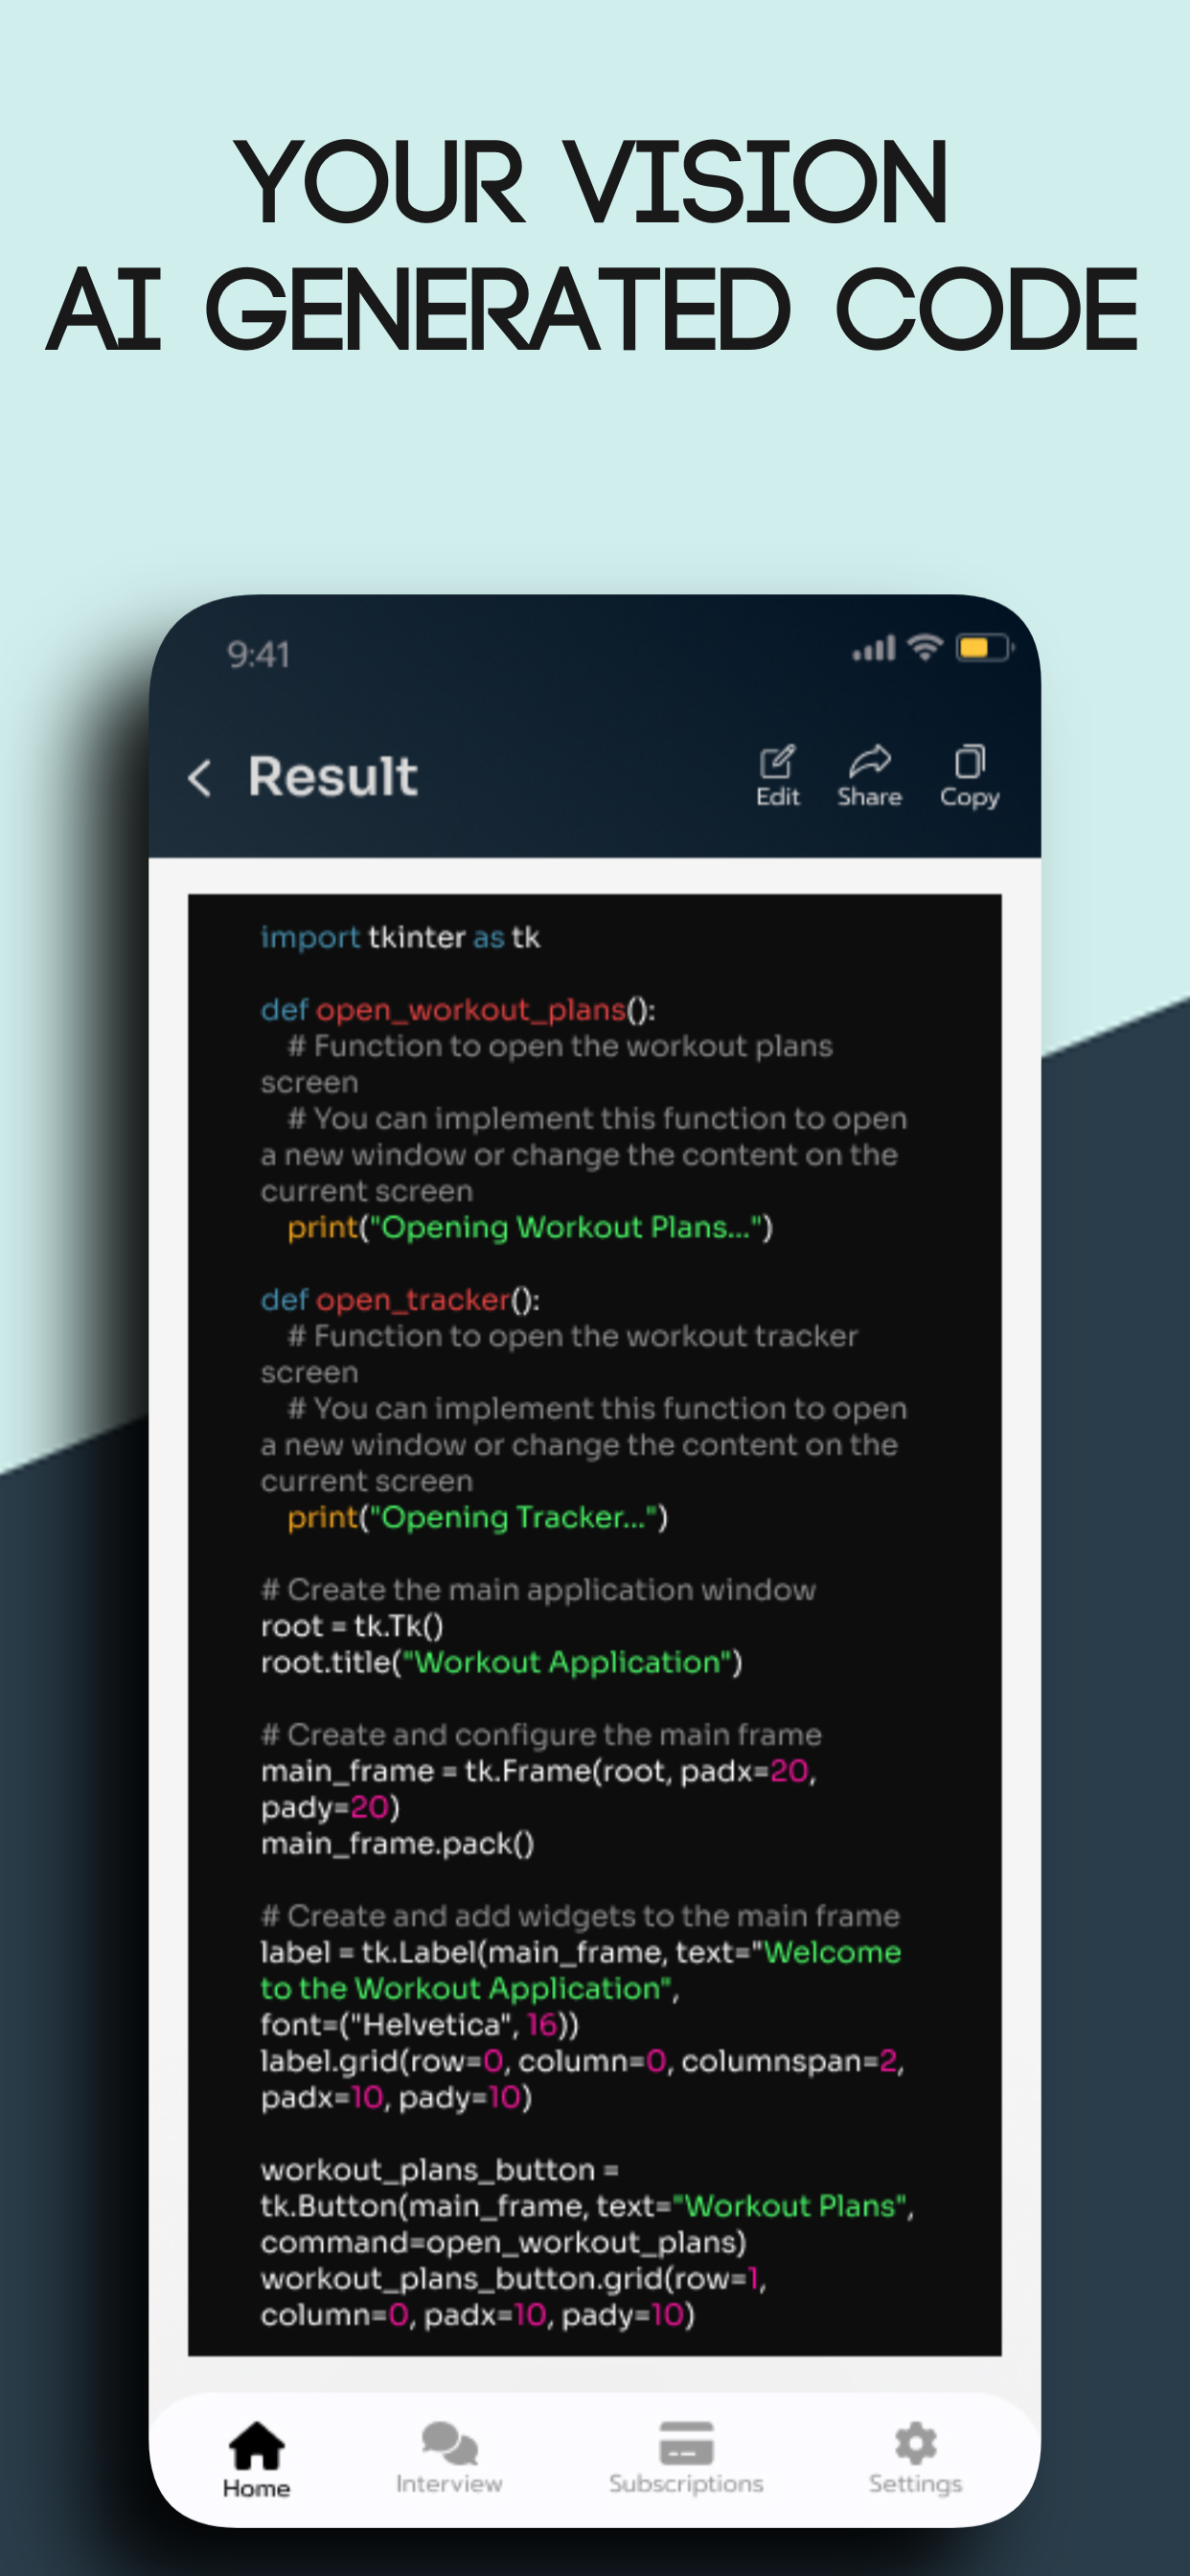 YOUR VISION
AI GENERATED CODE
9:41
Result
Edit
Share
Copy
import tkinter as tk
def open_workout_plans():
# Function to open the workout plans
screen
# You can implement this function to open
a new window or change the content on the
current screen
print("Opening Workout Plans...")
def open_tracker():
# Function to open the workout tracker
screen
# You can implement this function to open
a new window or change the content on the
current screen
print("Opening Tracker...")
# Create the main application window
root = tk.Tk()
root.title("Workout Application")
# Create and configure the main frame
main_frame = tk.Frame(root, padx=20,
pady=20)
main_frame.pack()
# Create and add widgets to the main frame
label = tk.Label(main_frame, text="Welcome
to the Workout Application",
font=("Helvetica", 16))
label.grid(row=0, column=0, columnspan=2,
padx=10, pady=10)
workout_plans_button =
tk.Button(main_frame, text="Workout Plans",
command=open_workout_plans)
workout_plans_button.grid(row=1,
column=0, padx=10, pady=10)
Home
Interview
Subscriptions
Settings